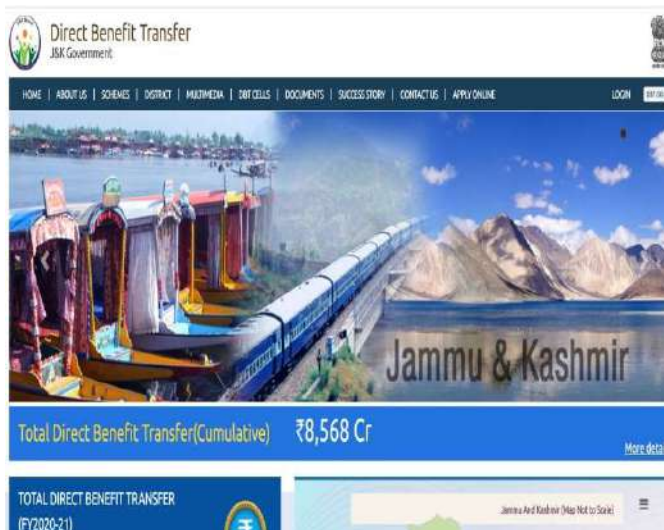 Direct Benefit Transfer
J&K Government
HOME | ABOUT US | SCHEMES | DISTRICT | MULTIMEDIA | DBT CELLS | DOCUMENTS | SUCCESS STORY | CONTACT US | APPLY ONLINE LOGIN
Jammu & Kashmir
Total Direct Benefit Transfer(Cumulative) ₹8,568 Cr
More detai
TOTAL DIRECT BENEFIT TRANSFER
(FY2020-21)
Jammu And Kashmir (Map Not to Scale)